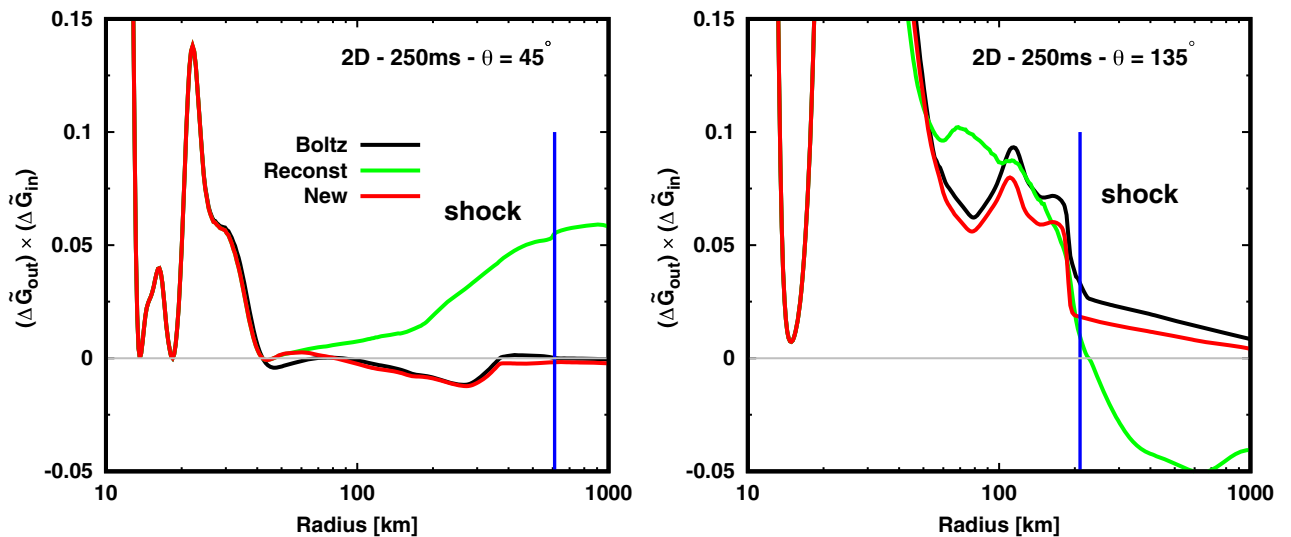 2D - 250ms - θ = 45°
(ΔG̃out) × (ΔG̃in)
0.15
0.1
0.05
0
-0.05
Boltz
Reconst
New
shock
10
100
1000
Radius [km]
2D - 250ms - θ = 135°
(ΔG̃out) × (ΔG̃in)
0.15
0.1
0.05
0
-0.05
shock
10
100
1000
Radius [km]